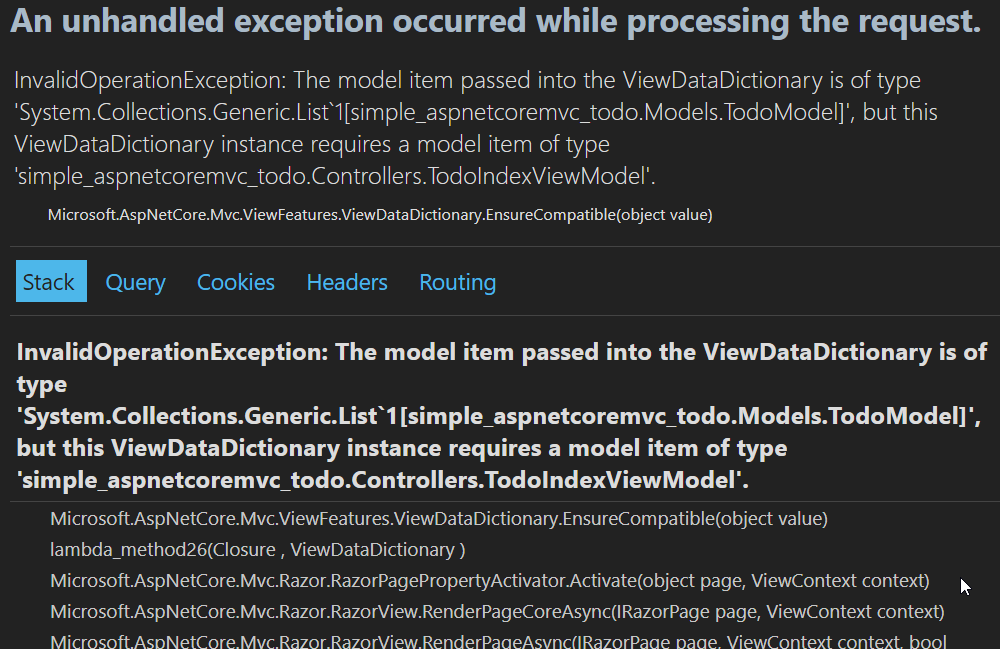 An unhandled exception occurred while processing the request.
InvalidOperationException: The model item passed into the ViewDataDictionary is of type
'System.Collections.Generic.List`1[simple_aspnetcoremvc_todo.Models.TodoModel]', but this
ViewDataDictionary instance requires a model item of type
'simple_aspnetcoremvc_todo.Controllers.TodoIndexViewModel'.
Microsoft.AspNetCore.Mvc.ViewFeatures.ViewDataDictionary.EnsureCompatible(object value)
Stack Query Cookies Headers Routing
InvalidOperationException: The model item passed into the ViewDataDictionary is of
type
'System.Collections.Generic.List`1[simple_aspnetcoremvc_todo.Models.TodoModel]',
but this ViewDataDictionary instance requires a model item of type
'simple_aspnetcoremvc_todo.Controllers.TodoIndexViewModel'.
Microsoft.AspNetCore.Mvc.ViewFeatures.ViewDataDictionary.EnsureCompatible(object value)
lambda_method26(Closure , ViewDataDictionary )
Microsoft.AspNetCore.Mvc.Razor.RazorPagePropertyActivator.Activate(object page, ViewContext context)
Microsoft.AspNetCore.Mvc.Razor.RazorView.RenderPageCoreAsync(IRazorPage page, ViewContext context)
Microsoft.AspNetCore.Mvc.Razor.RazorView.RenderPageAsync(IRazorPage page, ViewContext context, bool